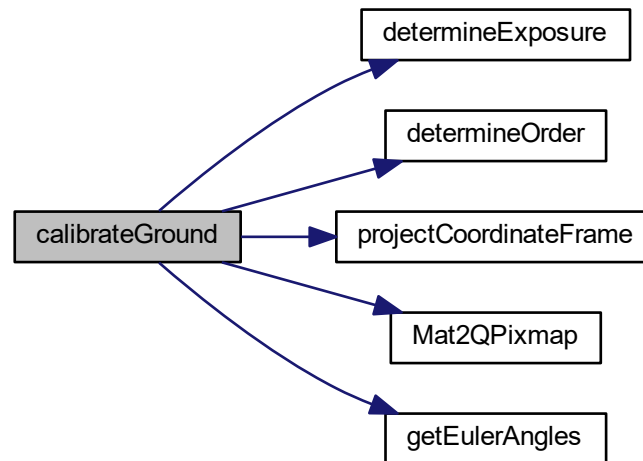 determineExposure
determineOrder
calibrateGround
projectCoordinateFrame
Mat2QPixmap
getEulerAngles